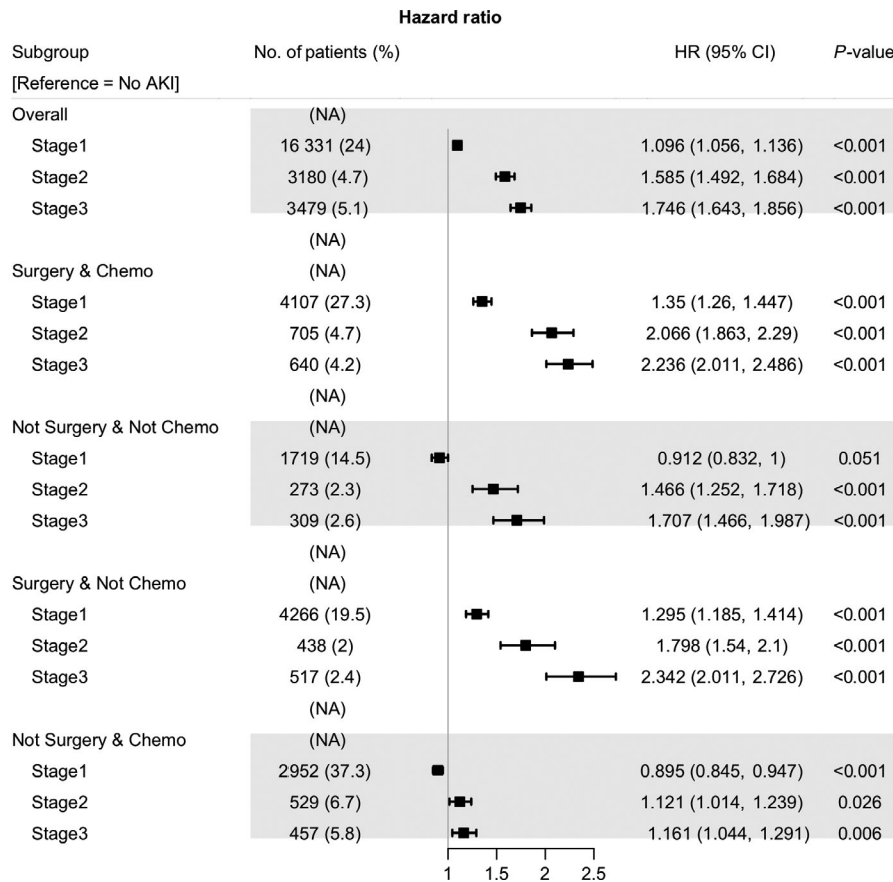 Hazard ratio
Subgroup No. of patients (%) HR (95% CI) P-value
[Reference = No AKI]
Overall (NA)
Stage1 16 331 (24) 1.096 (1.056, 1.136) <0.001
Stage2 3180 (4.7) 1.585 (1.492, 1.684) <0.001
Stage3 3479 (5.1) 1.746 (1.643, 1.856) <0.001
(NA)
Surgery & Chemo (NA)
Stage1 4107 (27.3) 1.35 (1.26, 1.447) <0.001
Stage2 705 (4.7) 2.066 (1.863, 2.29) <0.001
Stage3 640 (4.2) 2.236 (2.011, 2.486) <0.001
(NA)
Not Surgery & Not Chemo (NA)
Stage1 1719 (14.5) 0.912 (0.832, 1) 0.051
Stage2 273 (2.3) 1.466 (1.252, 1.718) <0.001
Stage3 309 (2.6) 1.707 (1.466, 1.987) <0.001
(NA)
Surgery & Not Chemo (NA)
Stage1 4266 (19.5) 1.295 (1.185, 1.414) <0.001
Stage2 438 (2) 1.798 (1.54, 2.1) <0.001
Stage3 517 (2.4) 2.342 (2.011, 2.726) <0.001
(NA)
Not Surgery & Chemo (NA)
Stage1 2952 (37.3) 0.895 (0.845, 0.947) <0.001
Stage2 529 (6.7) 1.121 (1.014, 1.239) 0.026
Stage3 457 (5.8) 1.161 (1.044, 1.291) 0.006
1 1.5 2 2.5